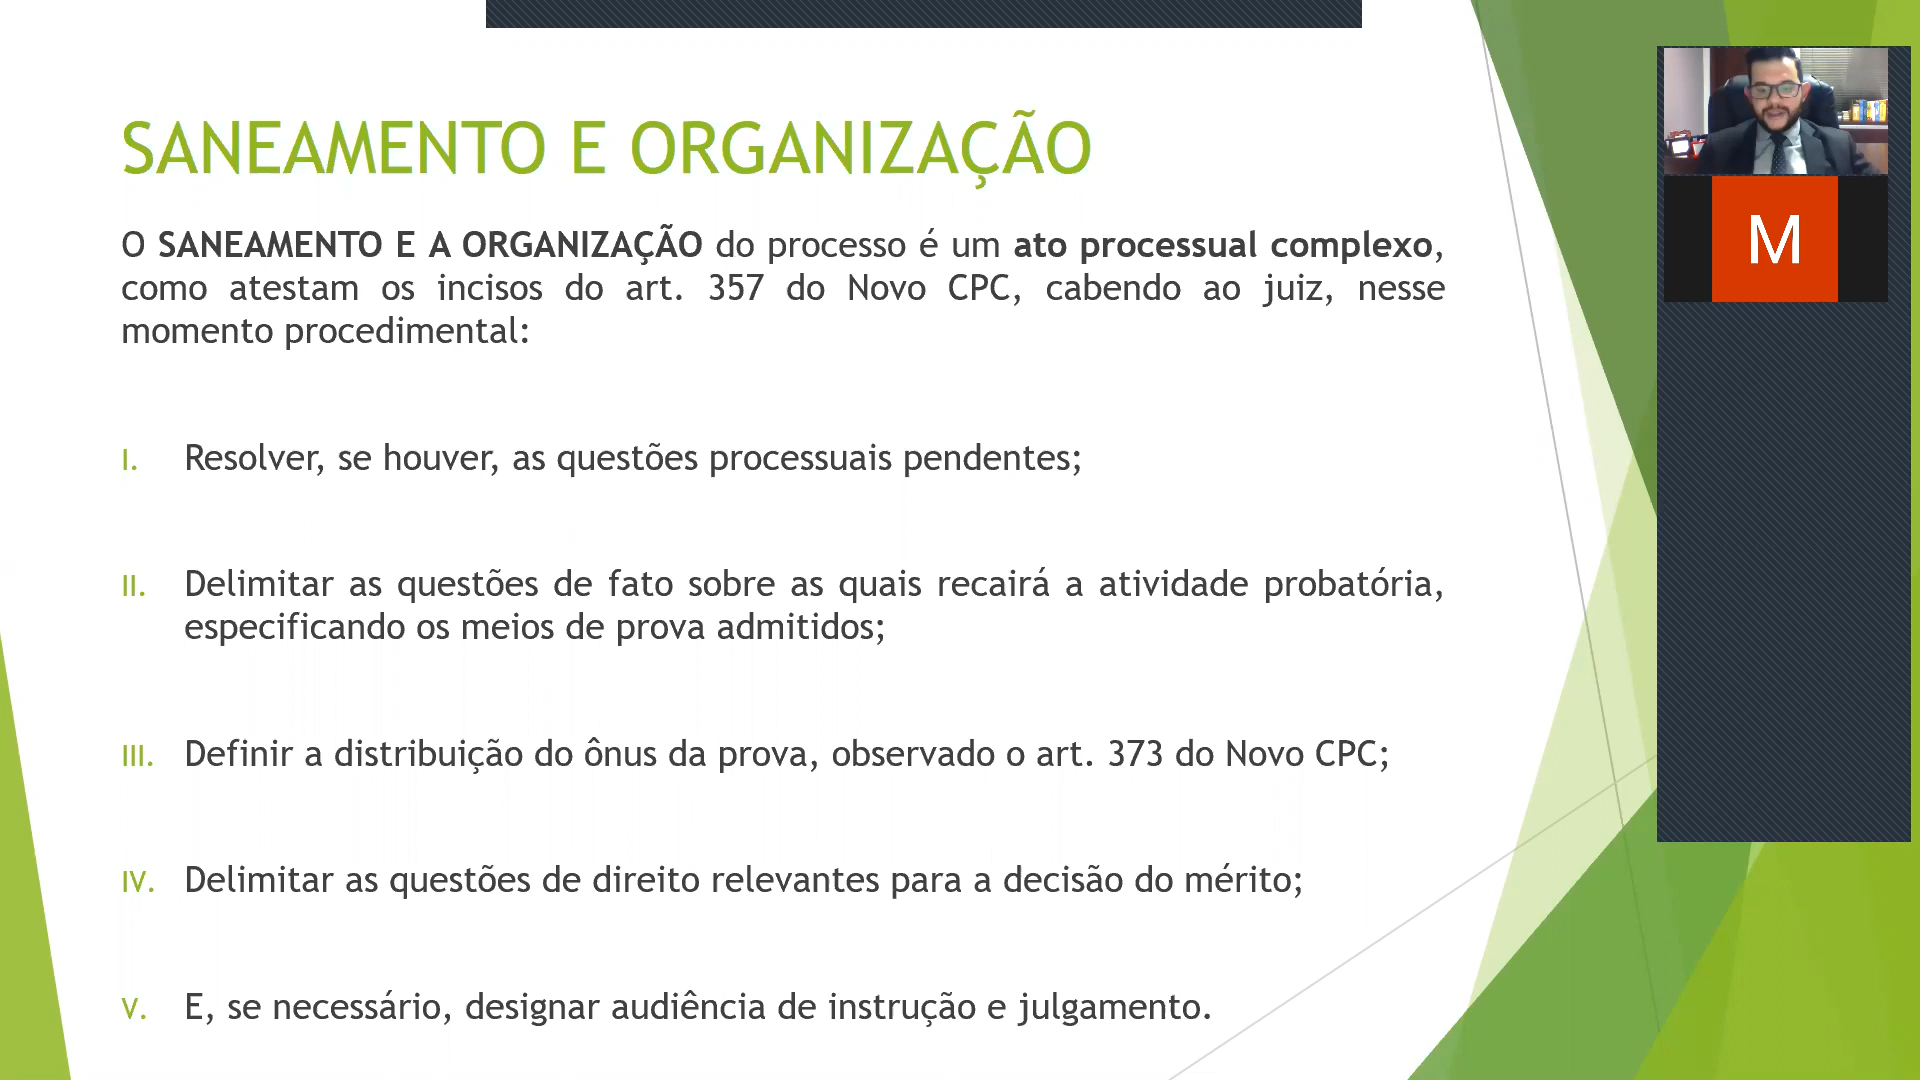 SANEAMENTO E ORGANIZAÇÃO
O SANEAMENTO E A ORGANIZAÇÃO do processo é um ato processual complexo,
como atestam os incisos do art. 357 do Novo CPC, cabendo ao juiz, nesse
momento procedimental:
I. Resolver, se houver, as questões processuais pendentes;
II. Delimitar as questões de fato sobre as quais recairá a atividade probatória,
especificando os meios de prova admitidos;
III. Definir a distribuição do ônus da prova, observado o art. 373 do Novo CPC;
IV. Delimitar as questões de direito relevantes para a decisão do mérito;
V. E, se necessário, designar audiência de instrução e julgamento.
M